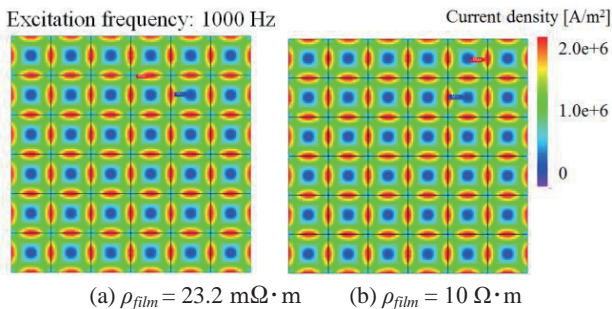 Excitation frequency: 1000 Hz
Current density [A/m²]
2.0e+6
1.0e+6
0
(a) ρfilm = 23.2 mΩ·m
(b) ρfilm = 10 Ω·m